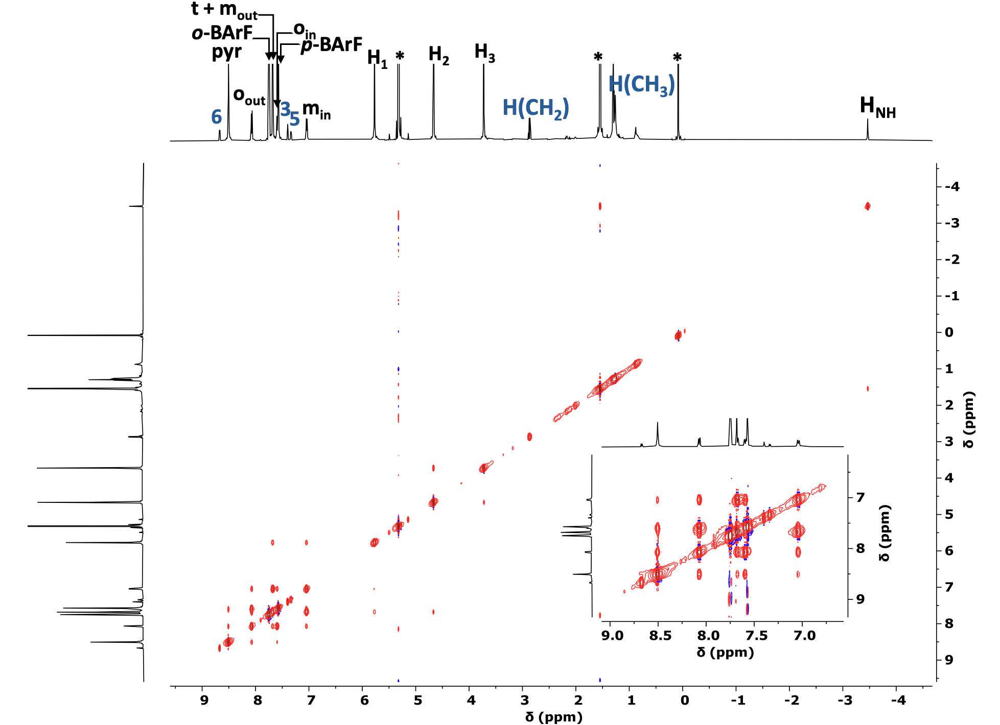 t + mout
o-BArF
oin
pyr
p-BArF
H1
*
H2
H3
*
*
H(CH3)
6
oout
3
5
min
H(CH2)
HNH
-4
-3
-2
-1
0
1
2
3
4
5
6
7
8
9
δ (ppm)
7
8
9
δ (ppm)
9.0 8.5 8.0 7.5 7.0
δ (ppm)
9 8 7 6 5 4 3 2 1 0 -1 -2 -3 -4
δ (ppm)